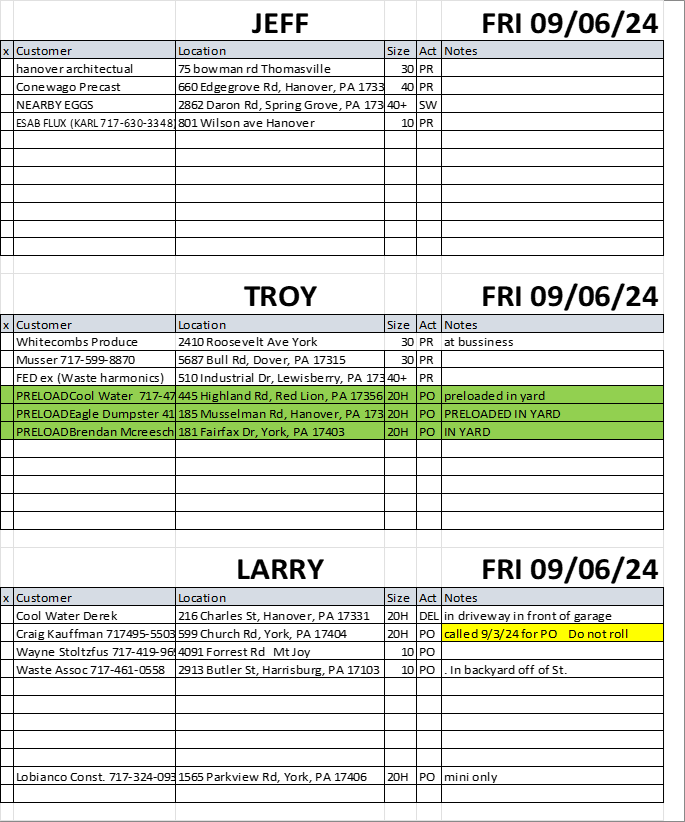 JEFF FRI 09/06/24
x Customer Location Size Act Notes
hanover architectual 75 bowman rd Thomasville 30 PR
Conewago Precast 660 Edgegrove Rd, Hanover, PA 1733 40 PR
NEARBY EGGS 2862 Daron Rd, Spring Grove, PA 173 40+ SW
ESAB FLUX (KARL 717-630-3348) 801 Wilson ave Hanover 10 PR
TROY FRI 09/06/24
x Customer Location Size Act Notes
Whitecombs Produce 2410 Roosevelt Ave York 30 PR at bussiness
Musser 717-599-8870 5687 Bull Rd, Dover, PA 17315 30 PR
FED ex (Waste harmonics) 510 Industrial Dr, Lewisberry, PA 173 40+ PR
PRELOADCool Water 717-47 445 Highland Rd, Red Lion, PA 17356 20H PO preloaded in yard
PRELOADEagle Dumpster 41 185 Musselman Rd, Hanover, PA 173 20H PO PRELOADED IN YARD
PRELOADBrendan Mcreesch 181 Fairfax Dr, York, PA 17403 20H PO IN YARD
LARRY FRI 09/06/24
x Customer Location Size Act Notes
Cool Water Derek 216 Charles St, Hanover, PA 17331 20H DEL in driveway in front of garage
Craig Kauffman 717495-5503 599 Church Rd, York, PA 17404 20H PO called 9/3/24 for PO Do not roll
Wayne Stoltzfus 717-419-96 4091 Forrest Rd Mt Joy 10 PO
Waste Assoc 717-461-0558 2913 Butler St, Harrisburg, PA 17103 10 PO . In backyard off of St.
Lobianco Const. 717-324-093 1565 Parkview Rd, York, PA 17406 20H PO mini only